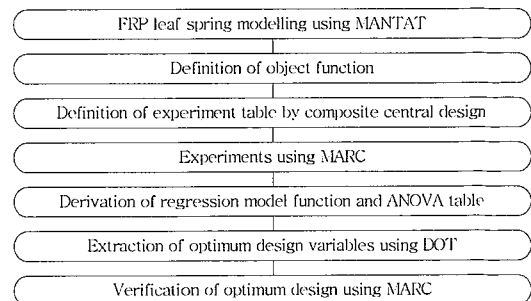 FRP leaf spring modelling using MANTAT
Definition of object function
Definition of experiment table by composite central design
Experiments using MARC
Derivation of regression model function and ANOVA table
Extraction of optimum design variables using DOT
Verification of optimum design using MARC